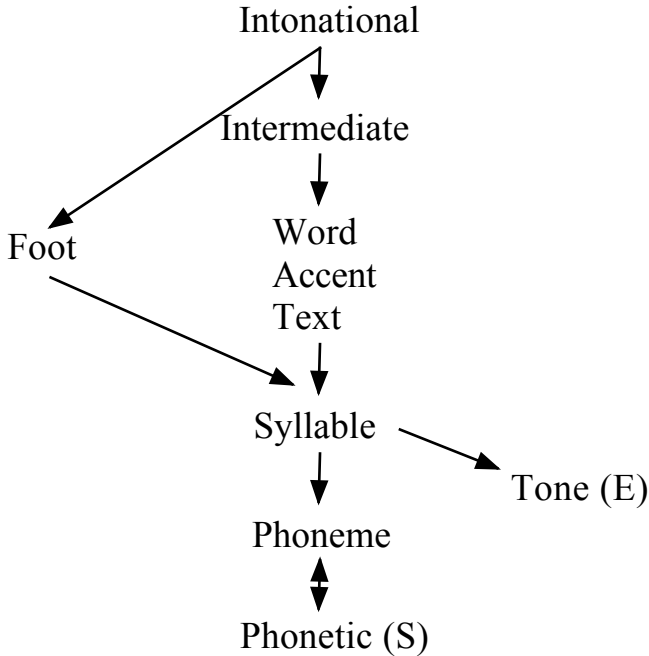 Intonational
Intermediate
Foot
Word
Accent
Text
Syllable
Tone (E)
Phoneme
Phonetic (S)